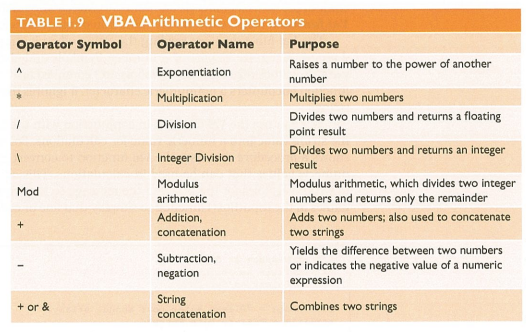 TABLE 1.9 VBA Arithmetic Operators
Operator Symbol Operator Name Purpose
^ Exponentiation Raises a number to the power of another
number
* Multiplication Multiplies two numbers
/ Division Divides two numbers and returns a floating
point result
\ Integer Division Divides two numbers and returns an integer
result
Mod Modulus
arithmetic Modulus arithmetic, which divides two integer
numbers and returns only the remainder
+ Addition,
concatenation Adds two numbers; also used to concatenate
two strings
– Subtraction,
negation Yields the difference between two numbers
or indicates the negative value of a numeric
expression
+ or & String
concatenation Combines two strings